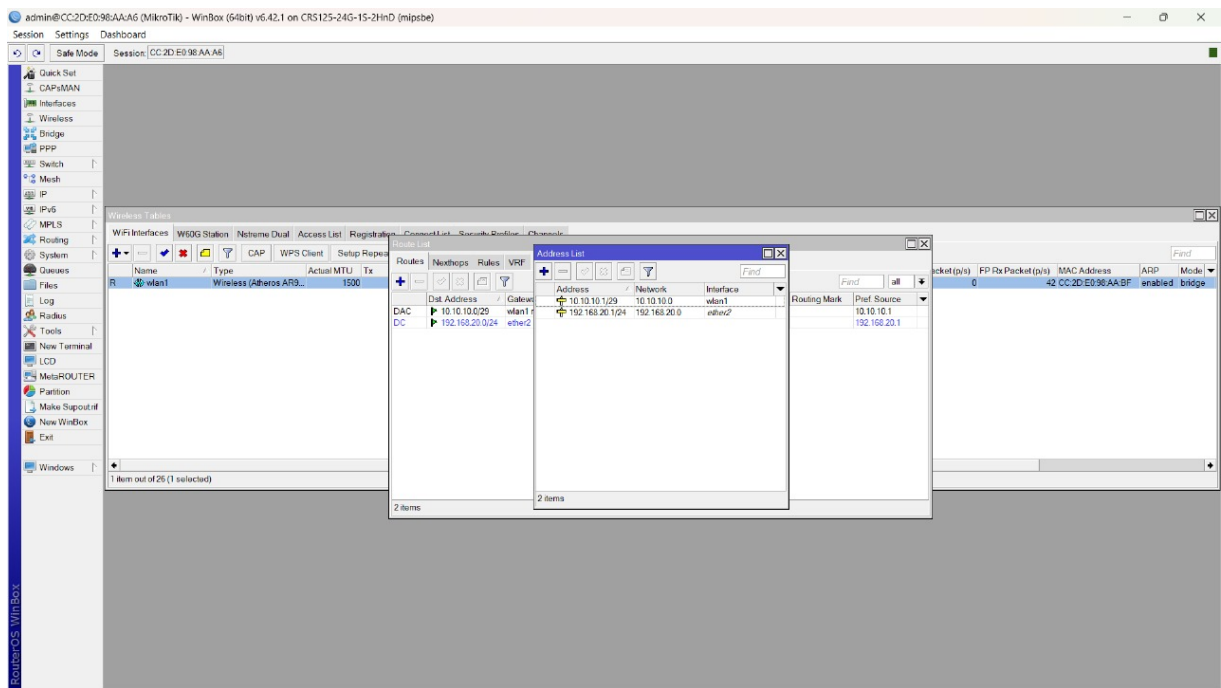 admin@CC:2D:E0:98:AA:A6 (MikroTik) - WinBox (64bit) v6.42.1 on CRS125-24G-1S-2HnD (mipsbe)
Session Settings Dashboard
Safe Mode Session: CC:2D:E0:98:AA:A6
Quick Set
CAPsMAN
Interfaces
Wireless
Bridge
PPP
Switch
Mesh
IP
IPv6
MPLS
Routing
System
Queues
Files
Log
Radius
Tools
New Terminal
LCD
MetaROUTER
Partition
Make Supout.rif
New WinBox
Exit
Windows
RouterOS WinBox
Wireless Tables
WiFi Interfaces W60G Station Nstreme Dual Access List Registration Connect List Security Profiles Channels
CAP WPS Client Setup Repea
Find
Name Type Actual MTU Tx
acket (p/s) FP Rx Packet (p/s) MAC Address ARP Mode
R wlan1 Wireless (Atheros AR9... 1500
0 42 CC:2D:E0:98:AA:BF enabled bridge
1 item out of 26 (1 selected)
Route List
Routes Nexthops Rules VRF
Find all
Dst. Address Gatew
Routing Mark Pref. Source
DAC 10.10.10.0/29 wlan1 r
10.10.10.1
DC 192.168.20.0/24 ether2
192.168.20.1
2 items
Address List
Find
Address Network Interface
10.10.10.1/29 10.10.10.0 wlan1
192.168.20.1/24 192.168.20.0 ether2
2 items